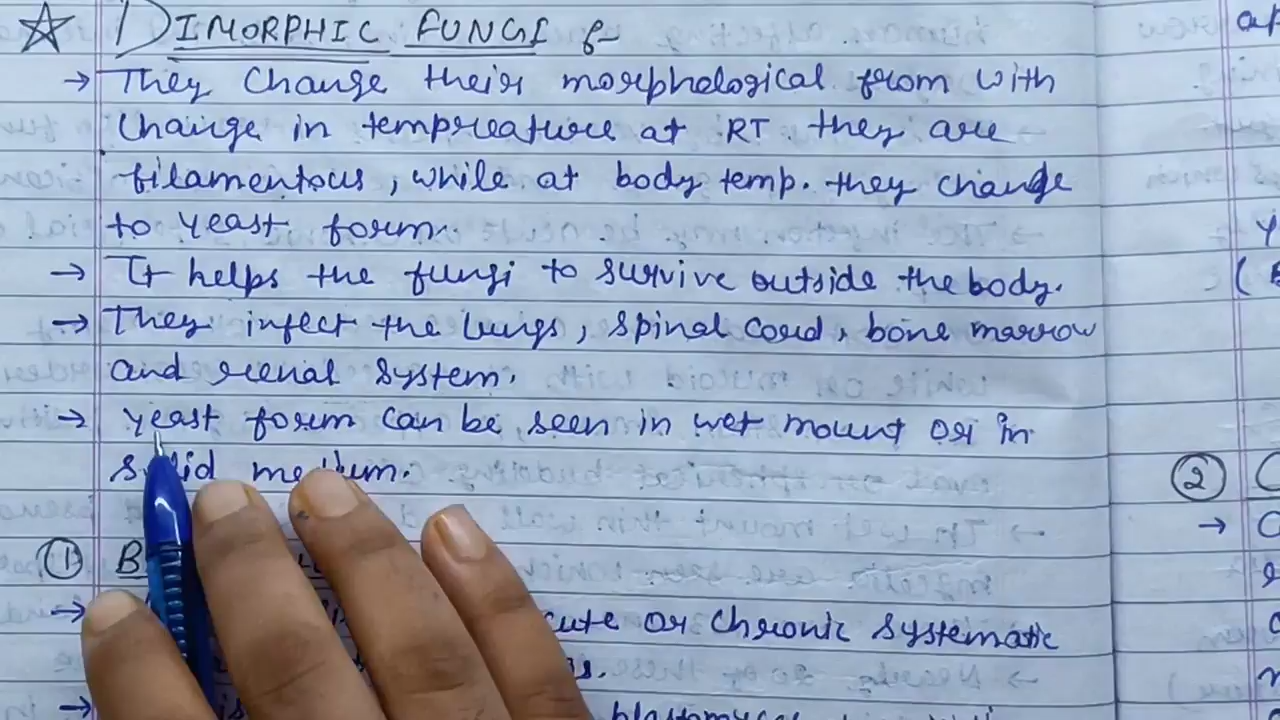 DIMORPHIC FUNGI :-
→ They Change their morphological from with
Change in tempreature at RT they are
filamentous, while at body temp. they change
to yeast form.
→ It helps the fungi to survive outside the body.
→ They infect the lungs, spinal cord, bone marrow
and renal system.
→ yeast form can be seen in wet mount or in
solid medium.
①
→ or Chronic systematic
→
②
→